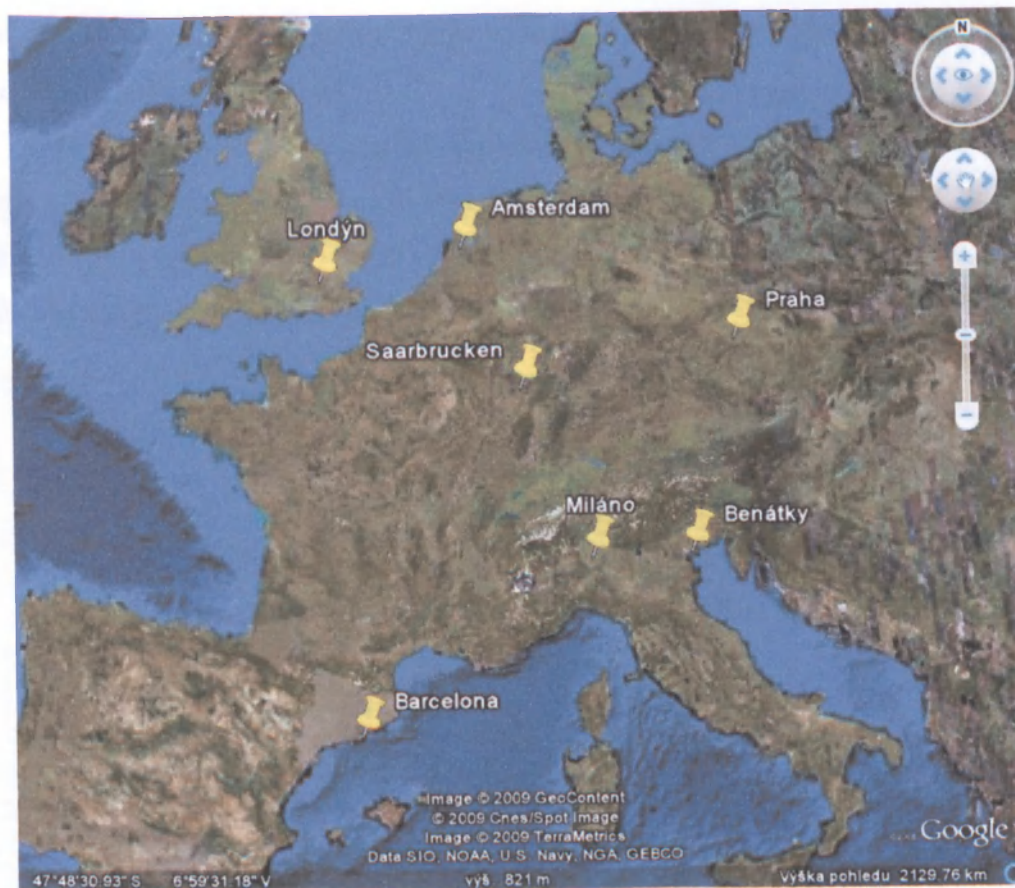 N
Amsterdam
Londýn
Praha
Saarbrucken
Miláno
Benátky
Barcelona
Image © 2009 GeoContent
© 2009 Cnes/Spot Image
Image © 2009 TerraMetrics
Data SIO, NOAA, U.S. Navy, NGA, GEBCO
Google
47°48'30.93" S 6°59'31.18" V výš. 821 m Výška pohledu 2129.76 km